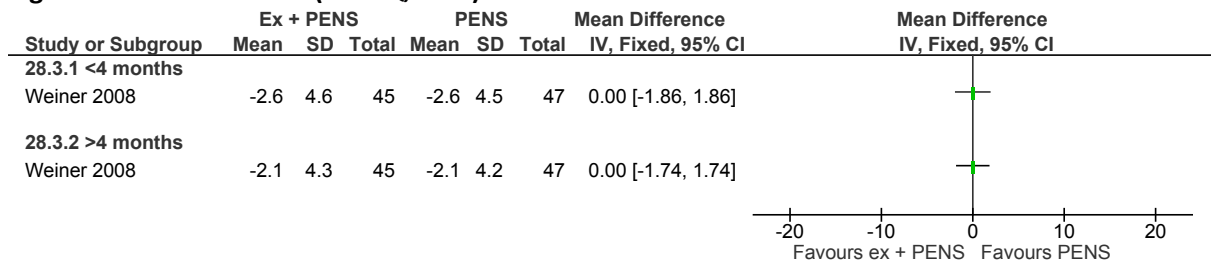 Ex + PENS PENS Mean Difference Mean Difference
Study or Subgroup Mean SD Total Mean SD Total IV, Fixed, 95% CI IV, Fixed, 95% CI
28.3.1 <4 months
Weiner 2008 -2.6 4.6 45 -2.6 4.5 47 0.00 [-1.86, 1.86]
28.3.2 >4 months
Weiner 2008 -2.1 4.3 45 -2.1 4.2 47 0.00 [-1.74, 1.74]
-20 -10 0 10 20
Favours ex + PENS Favours PENS